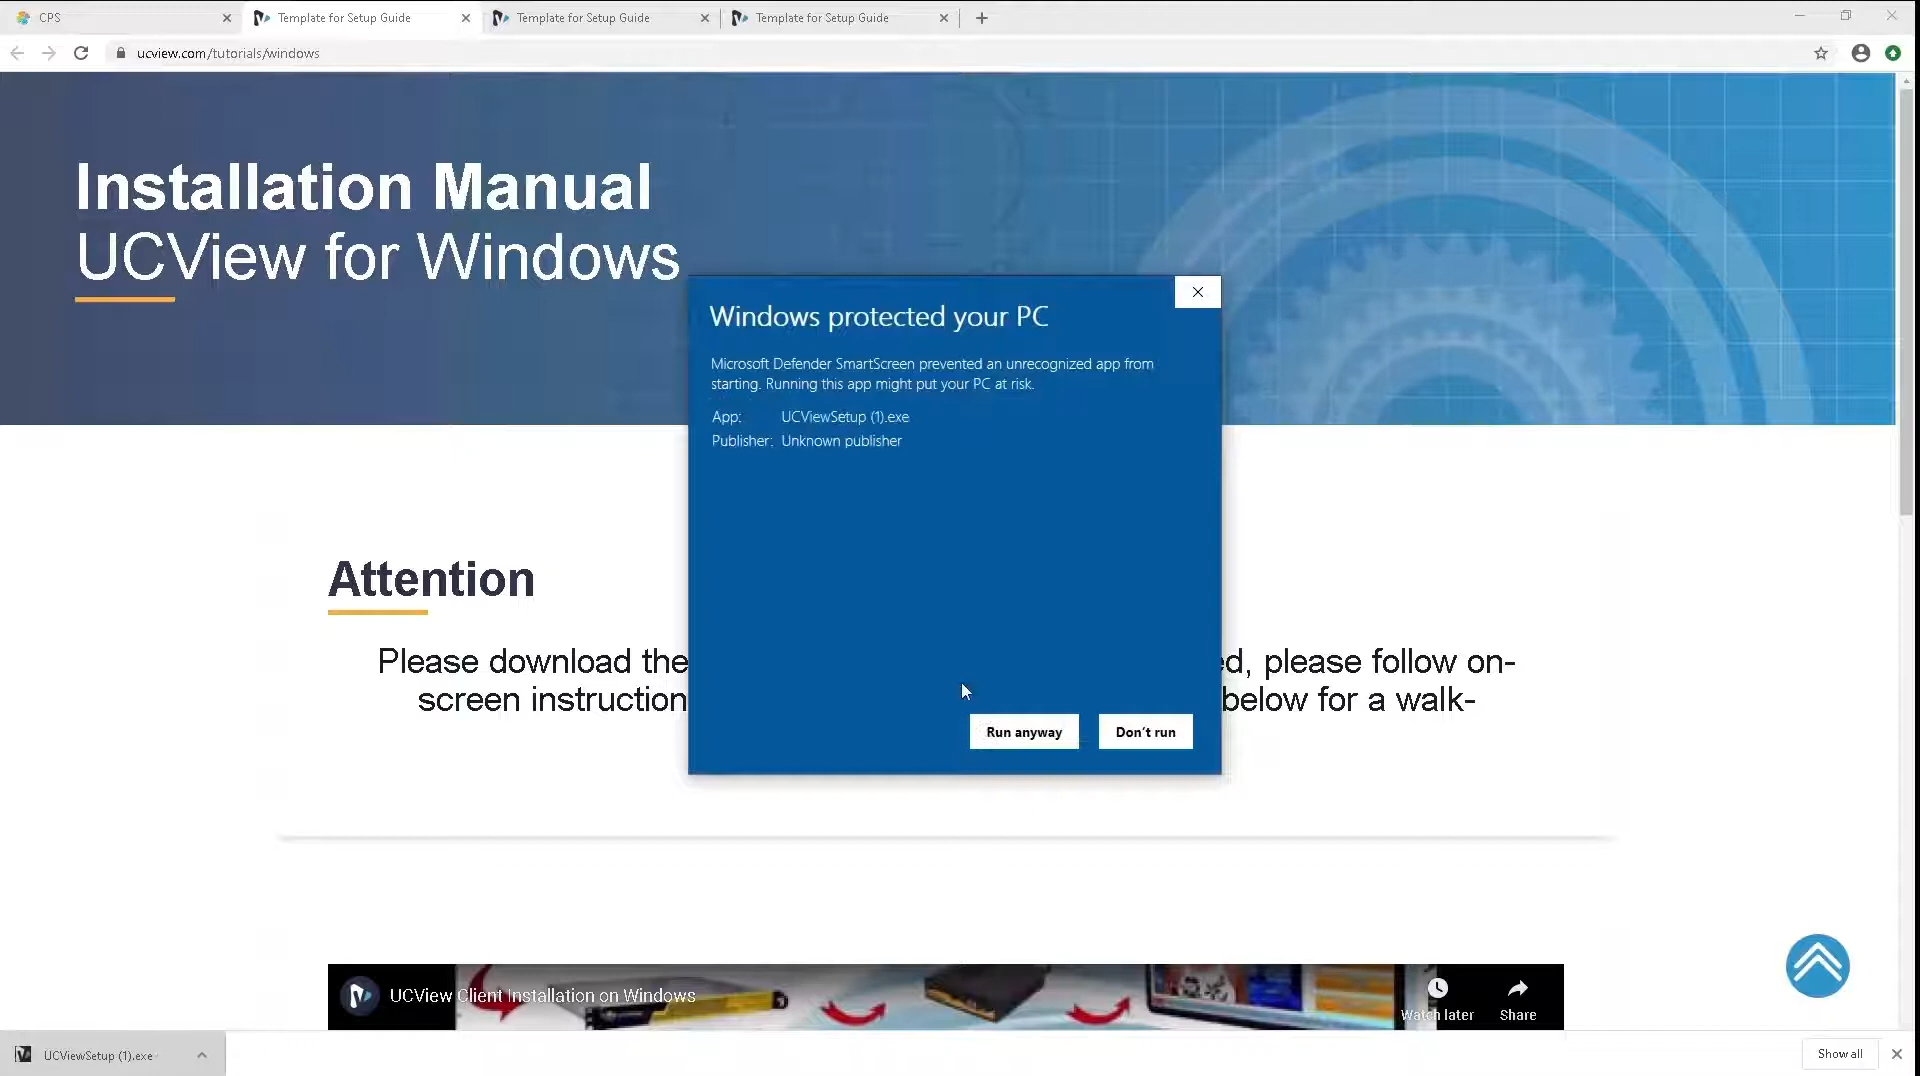 CPS
Template for Setup Guide
Template for Setup Guide
Template for Setup Guide
ucview.com/tutorials/windows
Installation Manual
UCView for Windows
Windows protected your PC
Microsoft Defender SmartScreen prevented an unrecognized app from
starting. Running this app might put your PC at risk.
App: UCViewSetup (1).exe
Publisher: Unknown publisher
Run anyway
Don't run
Attention
Please download the
ed, please follow on-
screen instruction
below for a walk-
UCView Client Installation on Windows
Watch later
Share
UCViewSetup (1).exe
Show all